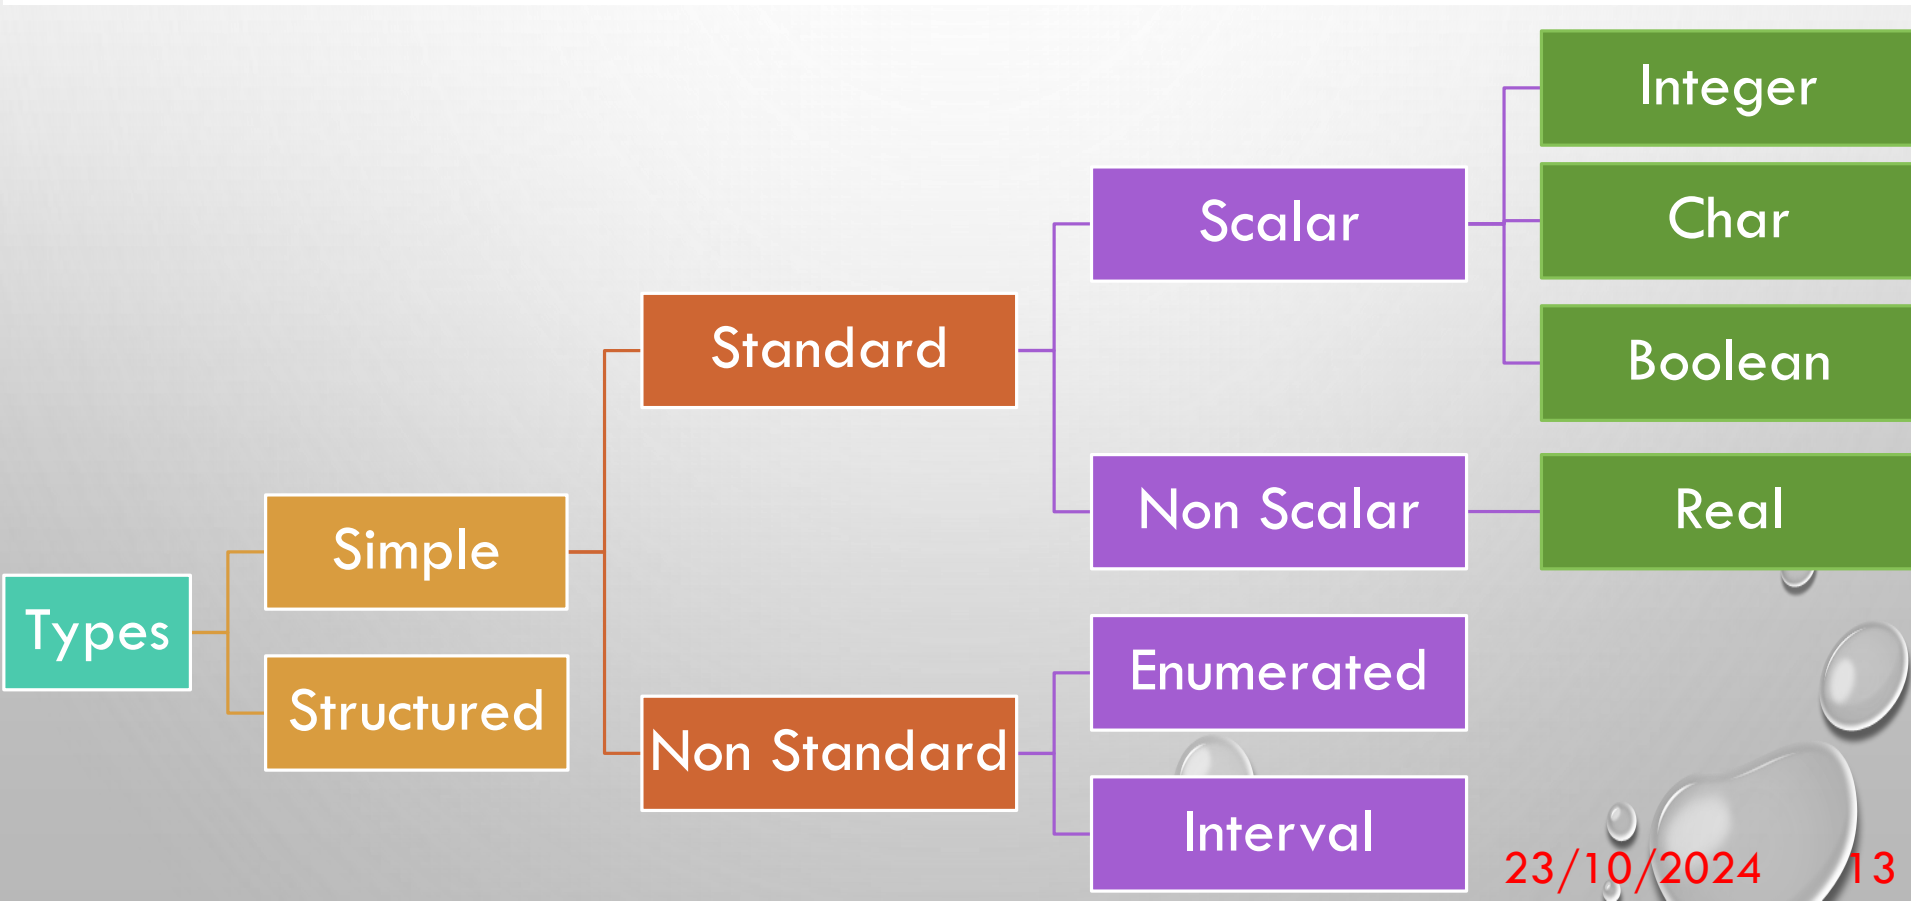 Types
Simple
Structured
Standard
Non Standard
Scalar
Non Scalar
Enumerated
Interval
Integer
Char
Boolean
Real
23/10/2024
13